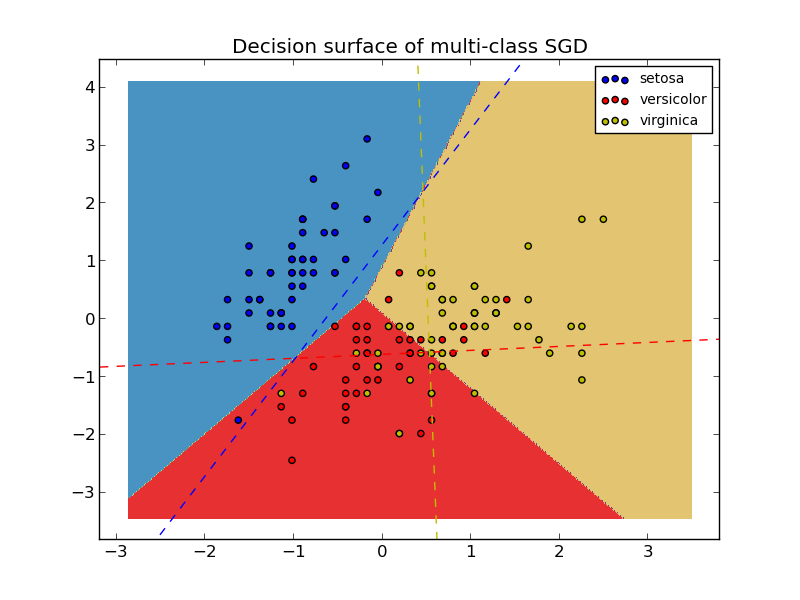 Decision surface of multi-class SGD
setosa
versicolor
virginica
4
3
2
1
0
−1
−2
−3
−3 −2 −1 0 1 2 3